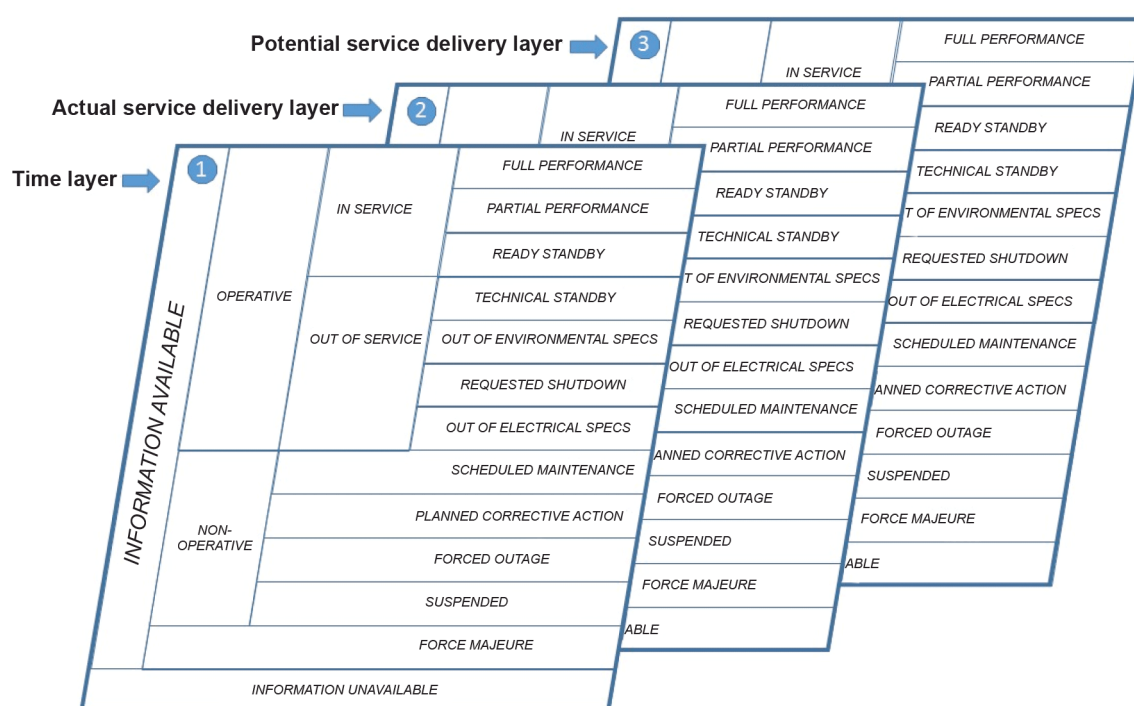 Potential service delivery layer
3
IN SERVICE
FULL PERFORMANCE
PARTIAL PERFORMANCE
READY STANDBY
TECHNICAL STANDBY
T OF ENVIRONMENTAL SPECS
REQUESTED SHUTDOWN
OUT OF ELECTRICAL SPECS
SCHEDULED MAINTENANCE
ANNED CORRECTIVE ACTION
FORCED OUTAGE
SUSPENDED
FORCE MAJEURE
ABLE
Actual service delivery layer
2
IN SERVICE
FULL PERFORMANCE
PARTIAL PERFORMANCE
READY STANDBY
TECHNICAL STANDBY
T OF ENVIRONMENTAL SPECS
REQUESTED SHUTDOWN
OUT OF ELECTRICAL SPECS
SCHEDULED MAINTENANCE
ANNED CORRECTIVE ACTION
FORCED OUTAGE
SUSPENDED
FORCE MAJEURE
ABLE
Time layer
1
INFORMATION AVAILABLE
OPERATIVE
IN SERVICE
FULL PERFORMANCE
PARTIAL PERFORMANCE
READY STANDBY
OUT OF SERVICE
TECHNICAL STANDBY
OUT OF ENVIRONMENTAL SPECS
REQUESTED SHUTDOWN
OUT OF ELECTRICAL SPECS
NON-
OPERATIVE
SCHEDULED MAINTENANCE
PLANNED CORRECTIVE ACTION
FORCED OUTAGE
SUSPENDED
FORCE MAJEURE
INFORMATION UNAVAILABLE